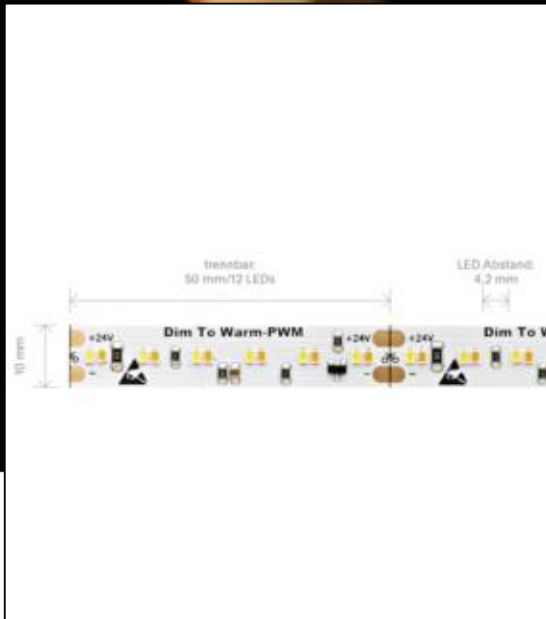 trennbar:
50 mm/12 LEDs
LED Abstand:
4,2 mm
10 mm
Dim To Warm-PWM
Dim To W
+24V
+24V
+24V
-
-
-